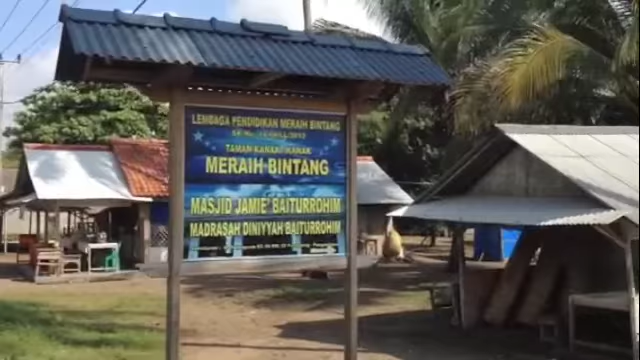 LEMBAGA PENDIDIKAN MERAIH BINTANG
TAMAN KANAK-KANAK
MERAIH BINTANG
MASJID JAMIE' BAITURROHIM
MADRASAH DINIYYAH BAITURROHIM